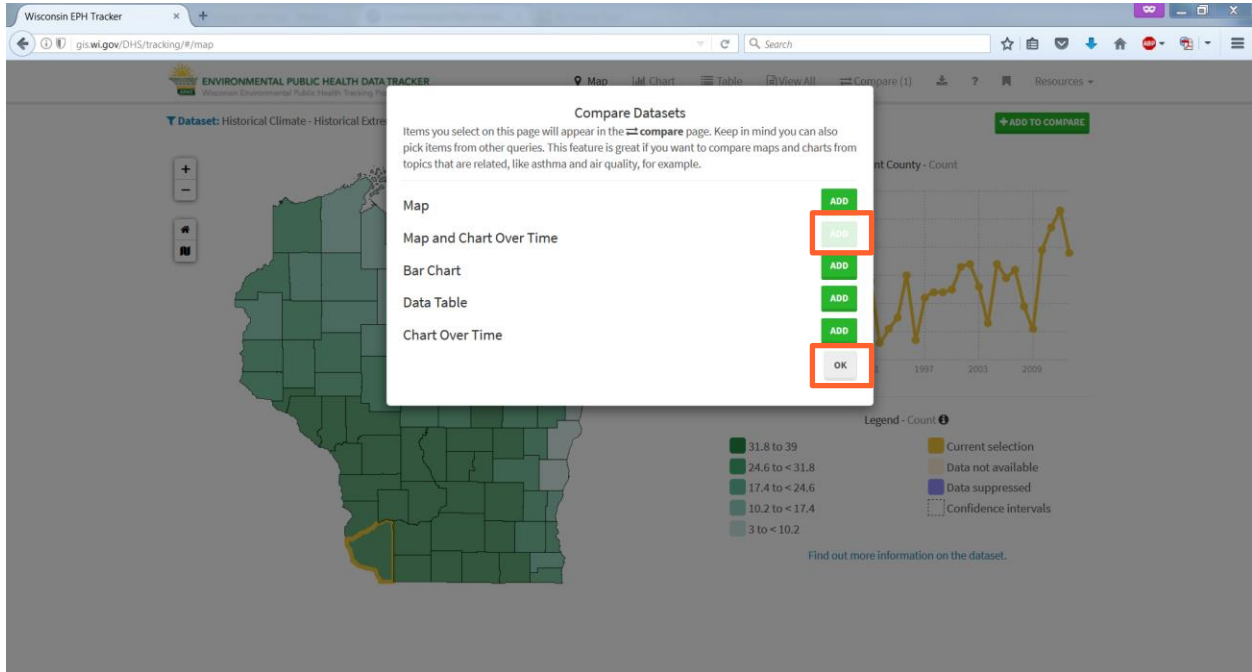 Wisconsin EPH Tracker
gis.wi.gov/DHS/tracking/#/map
Search
ENVIRONMENTAL PUBLIC HEALTH DATA TRACKER
Wisconsin Environmental Public Health Tracking
Map
Chart
Table
View All
Compare (1)
?
Resources
Dataset: Historical Climate - Historical Extre
+ ADD TO COMPARE
Compare Datasets
Items you select on this page will appear in the compare page. Keep in mind you can also
pick items from other queries. This feature is great if you want to compare maps and charts from
topics that are related, like asthma and air quality, for example.
Map
ADD
Map and Chart Over Time
ADD
Bar Chart
ADD
Data Table
ADD
Chart Over Time
ADD
OK
nt County - Count
1997
2003
2009
Legend - Count
31.8 to 39
24.6 to < 31.8
17.4 to < 24.6
10.2 to < 17.4
3 to < 10.2
Current selection
Data not available
Data suppressed
Confidence intervals
Find out more information on the dataset.